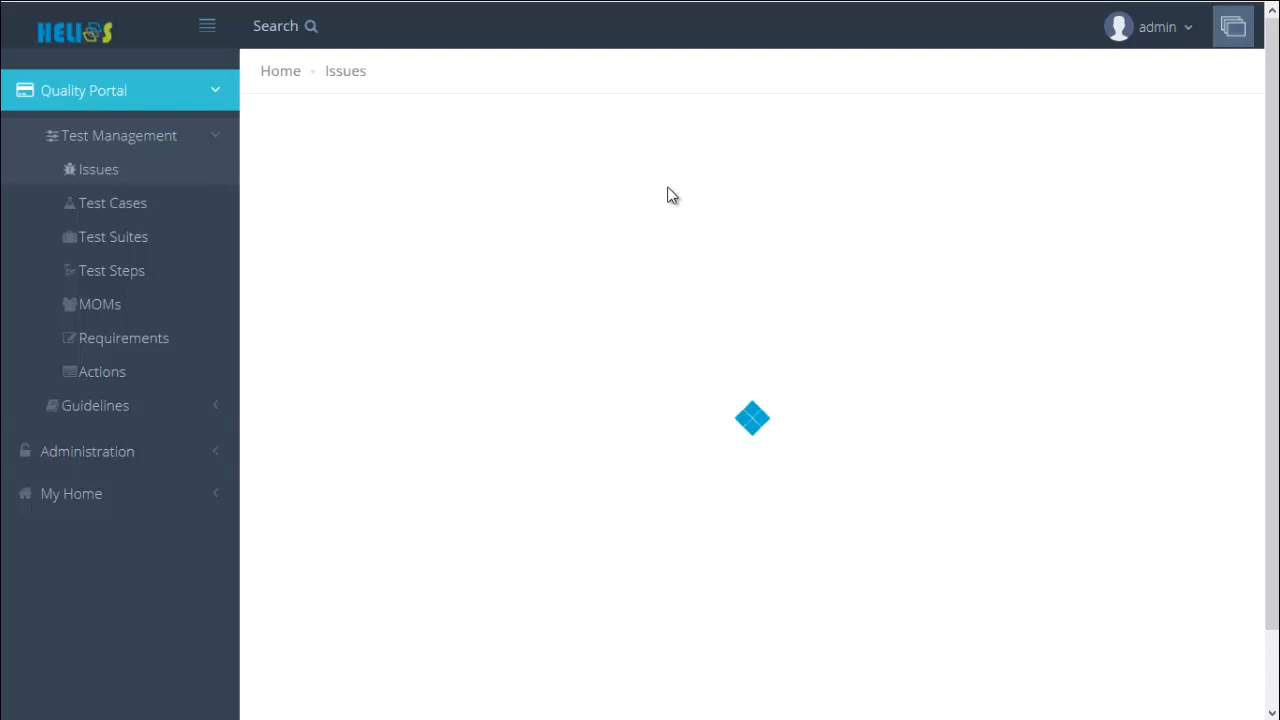 HELIOS
Search
admin
Home
Issues
Quality Portal
Test Management
Issues
Test Cases
Test Suites
Test Steps
MOMs
Requirements
Actions
Guidelines
Administration
My Home